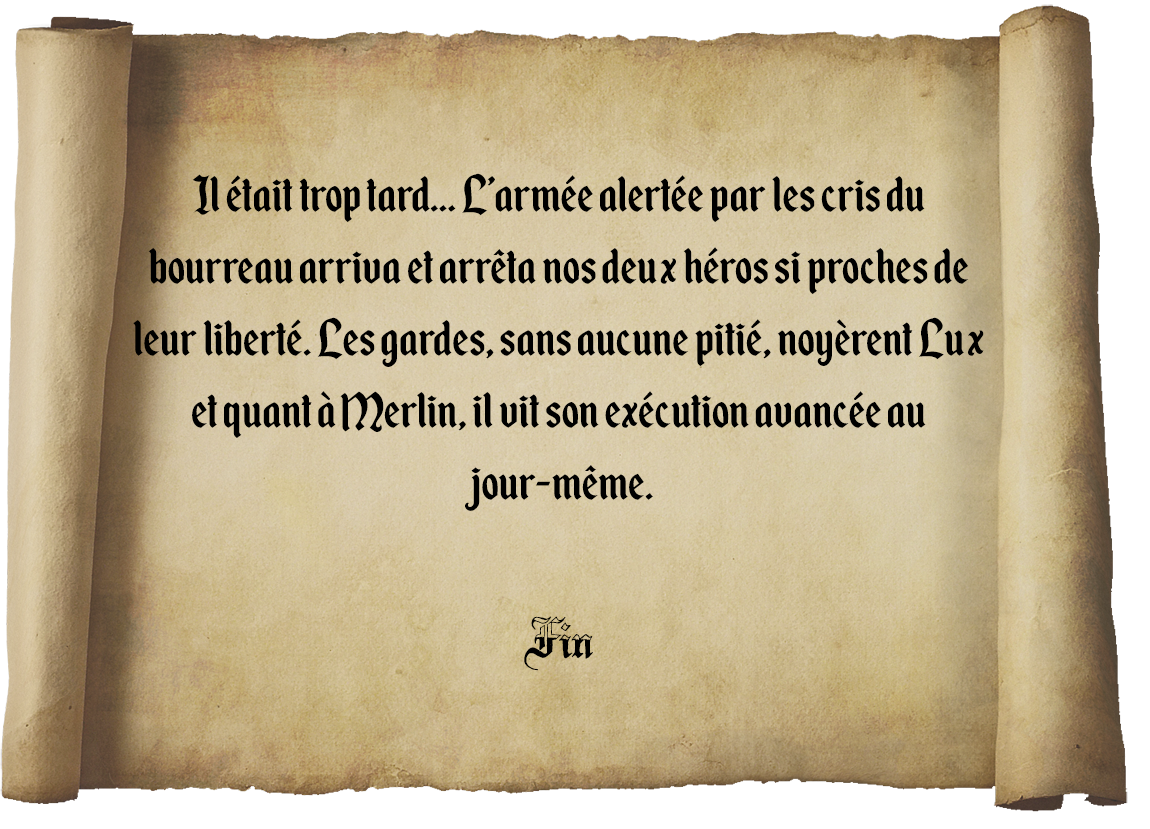 Il était trop tard... L'armée alertée par les cris du
bourreau arriva et arrêta nos deux héros si proches de
leur liberté. Les gardes, sans aucune pitié, noyèrent Lux
et quant à Merlin, il vit son exécution avancée au
jour-même.
Fin